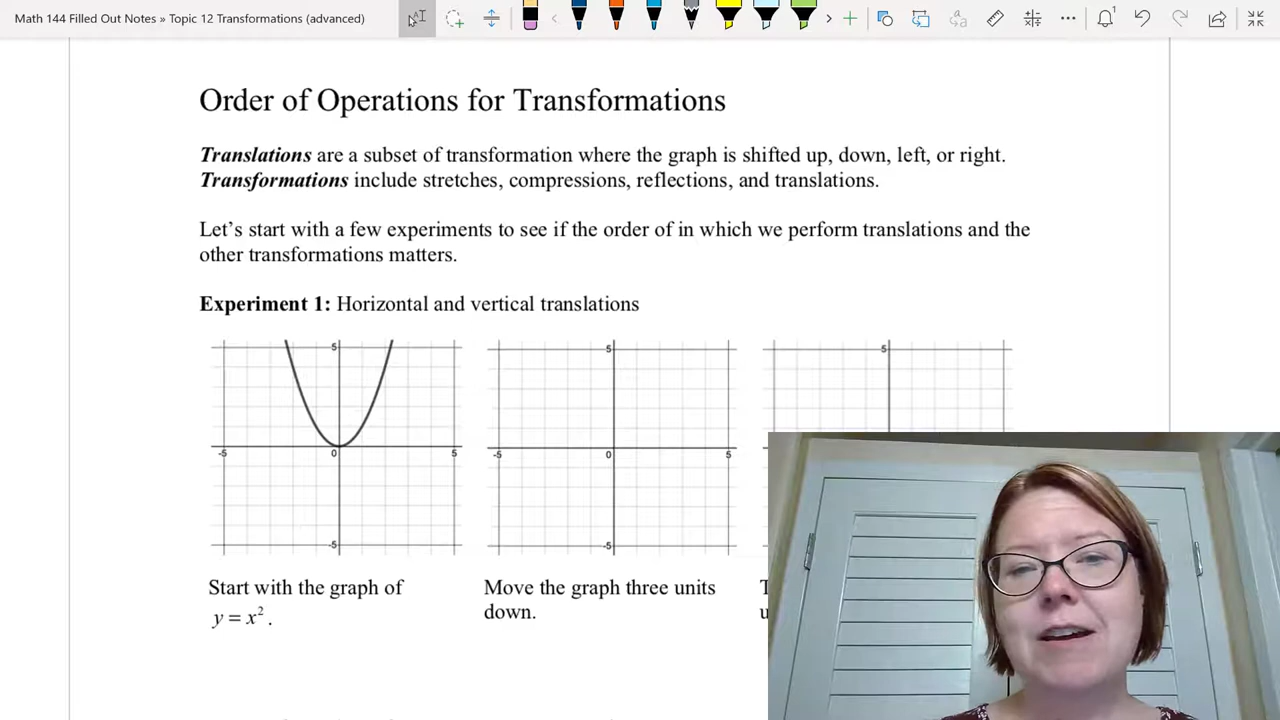 Math 144 Filled Out Notes » Topic 12 Transformations (advanced)
Order of Operations for Transformations
Translations are a subset of transformation where the graph is shifted up, down, left, or right.
Transformations include stretches, compressions, reflections, and translations.
Let's start with a few experiments to see if the order of in which we perform translations and the
other transformations matters.
Experiment 1: Horizontal and vertical translations
5 5 5
-5 0 5 -5 0 5
-5 -5
Start with the graph of
y = x².
Move the graph three units
down.